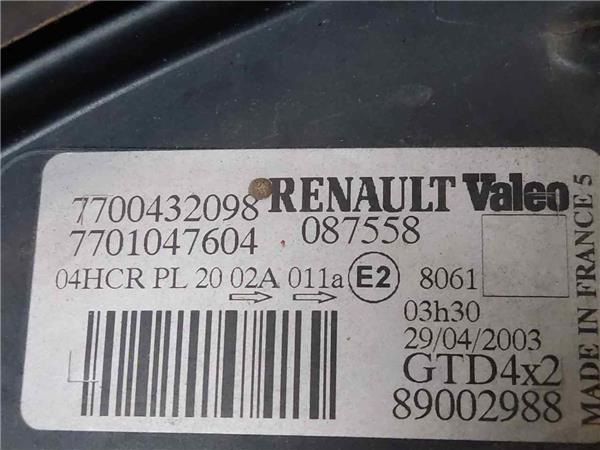 7700432098 RENAULT Valeo
7701047604 087558
04HCR PL 20 02A 011a E2 8061
03h30
29/04/2003
GTD4x2
89002988
MADE IN FRANCE 5